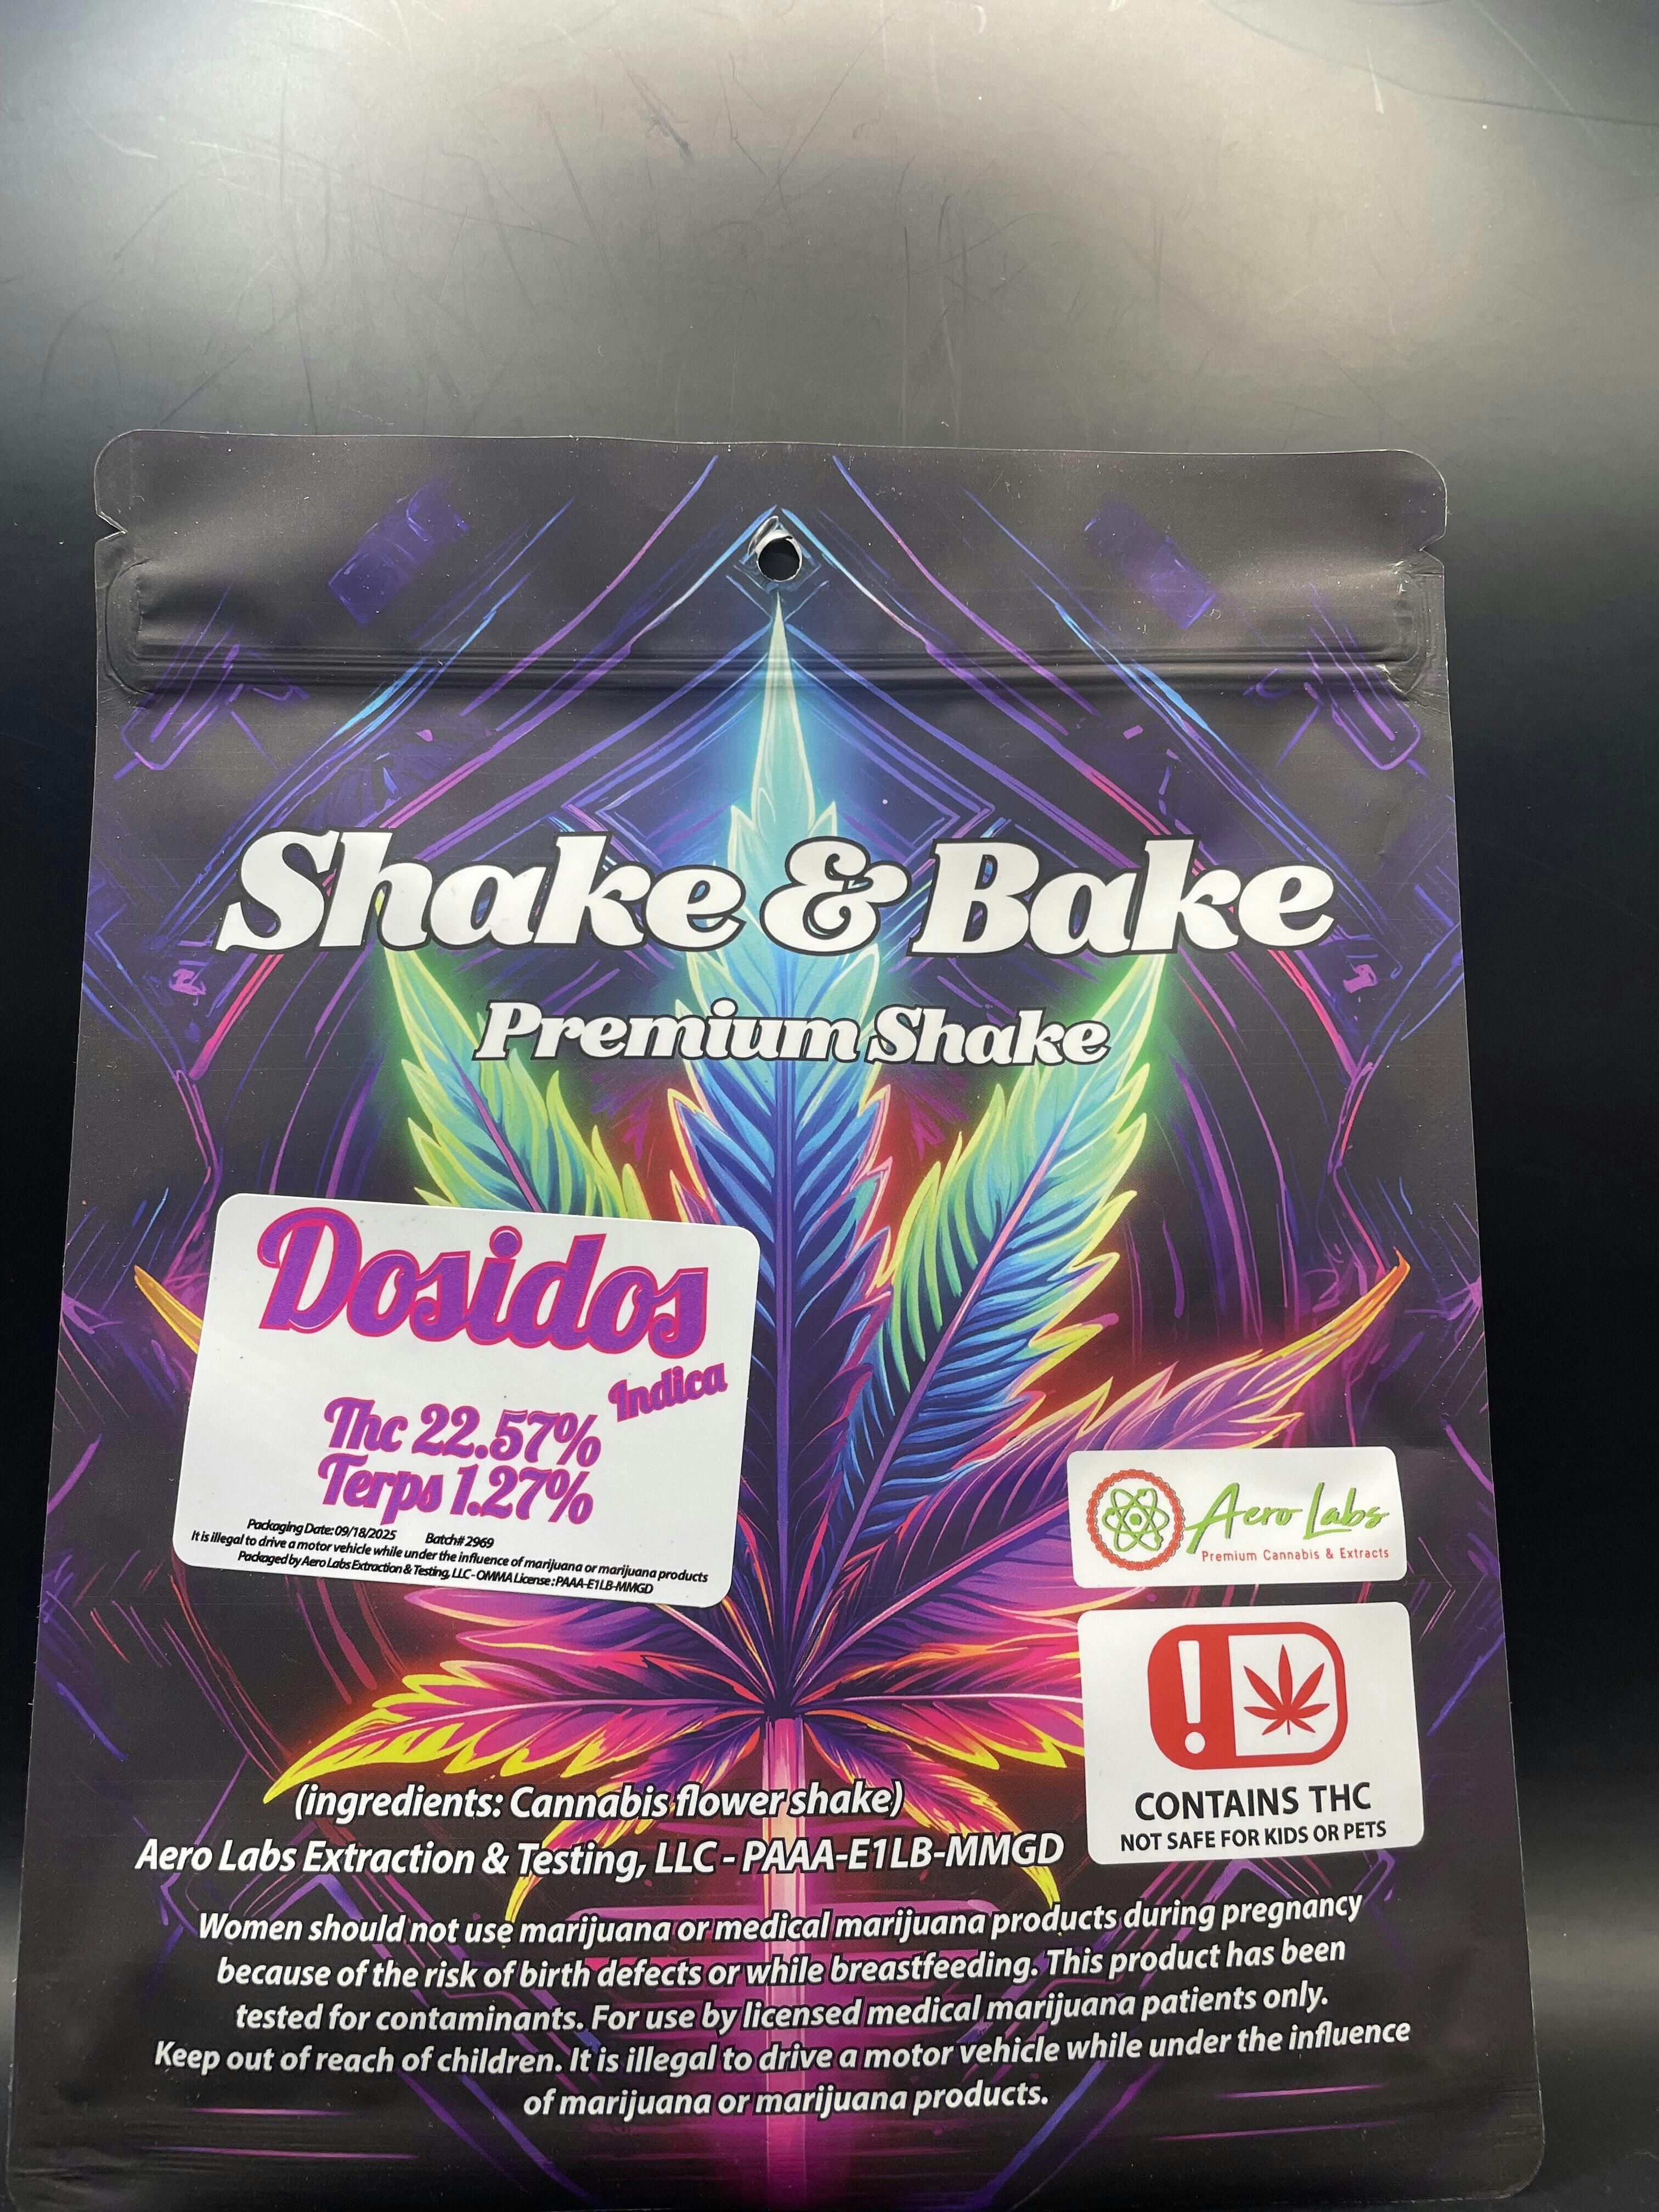 Shake & Bake
Premium Shake
Dosidos
Indica
Thc 22.57%
Terps 1.27%
Packaging Date: 09/18/2025 Batch# 2969
It is illegal to drive a motor vehicle while under the influence of marijuana or marijuana products
Packaged by Aero Labs Extraction & Testing, LLC - OMMA License : PAAA-E1LB-MMGD
Aero Labs
Premium Cannabis & Extracts
!
CONTAINS THC
NOT SAFE FOR KIDS OR PETS
(ingredients: Cannabis flower shake)
Aero Labs Extraction & Testing, LLC - PAAA-E1LB-MMGD
Women should not use marijuana or medical marijuana products during pregnancy
because of the risk of birth defects or while breastfeeding. This product has been
tested for contaminants. For use by licensed medical marijuana patients only.
Keep out of reach of children. It is illegal to drive a motor vehicle while under the influence
of marijuana or marijuana products.